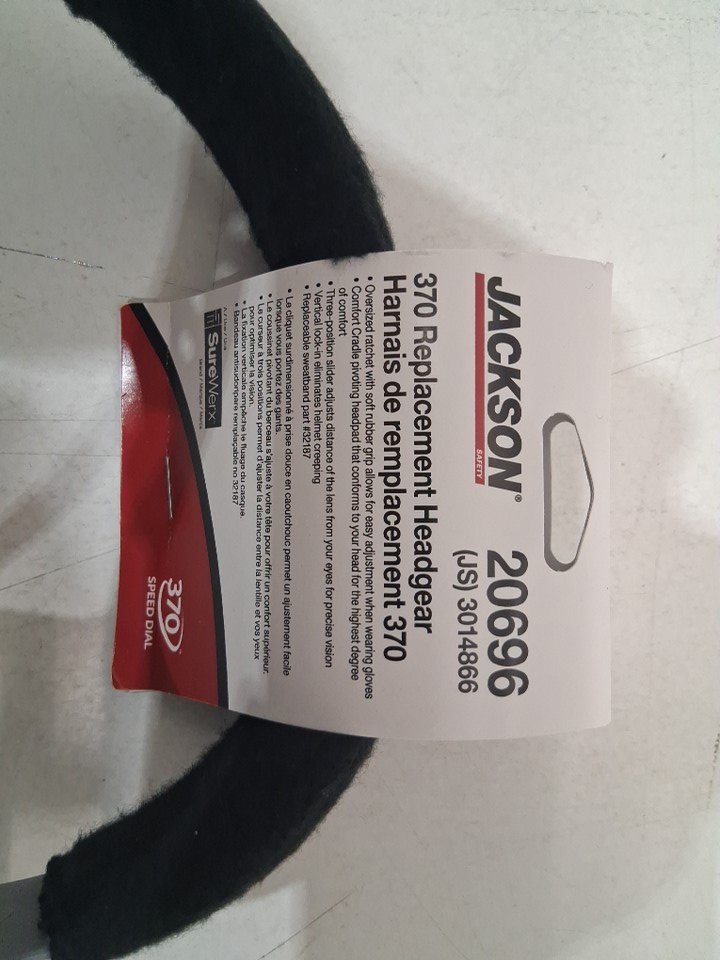 JACKSON®
SAFETY
20696
(JS) 3014866
370 Replacement Headgear
Harnais de remplacement 370
• Oversized ratchet with soft rubber grip allows for easy adjustment when wearing gloves
• Comfort Cradle pivoting headpad that conforms to your head for the highest degree
of comfort
• Three-position slider adjusts distance of the lens from your eyes for precise vision
• Vertical lock-in eliminates helmet creeping
• Replaceable sweatband part #32187
• Le cliquet surdimensionné à prise douce en caoutchouc permet un ajustement facile
lorsque vous portez des gants.
• Le coussinet pivotant du berceau s'ajuste à votre tête pour offrir un confort supérieur.
• Le curseur à trois positions permet d'ajuster la distance entre la lentille et vos yeux
pour optimiser la vision.
• La fixation verticale empêche le fluage du casque.
• Bandeau antisudoripare remplaçable no 32187
SureWerx
Brand / Marque / Marca
370
SPEED DIAL